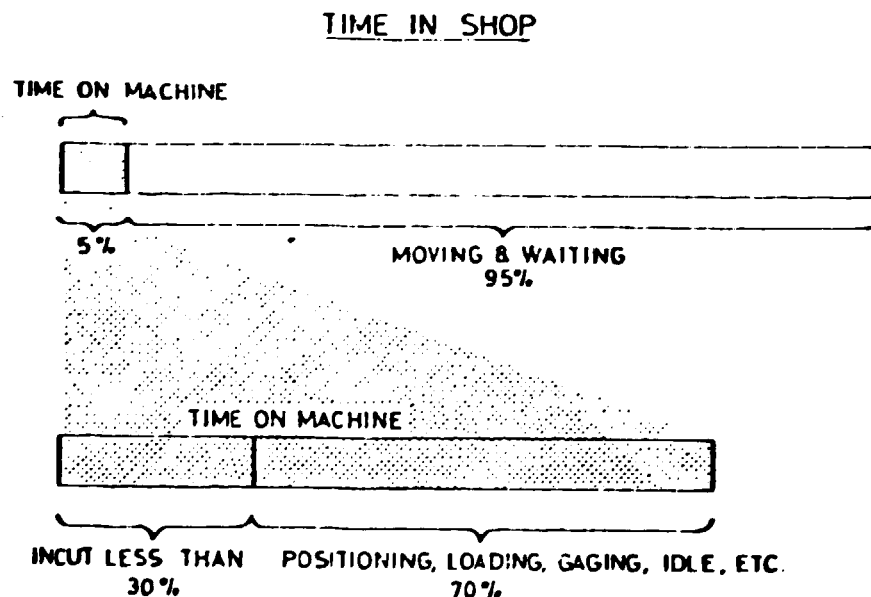 TIME IN SHOP
TIME ON MACHINE
5%
MOVING & WAITING
95%
TIME ON MACHINE
INCUT LESS THAN
30%
POSITIONING, LOADING, GAGING, IDLE, ETC.
70%